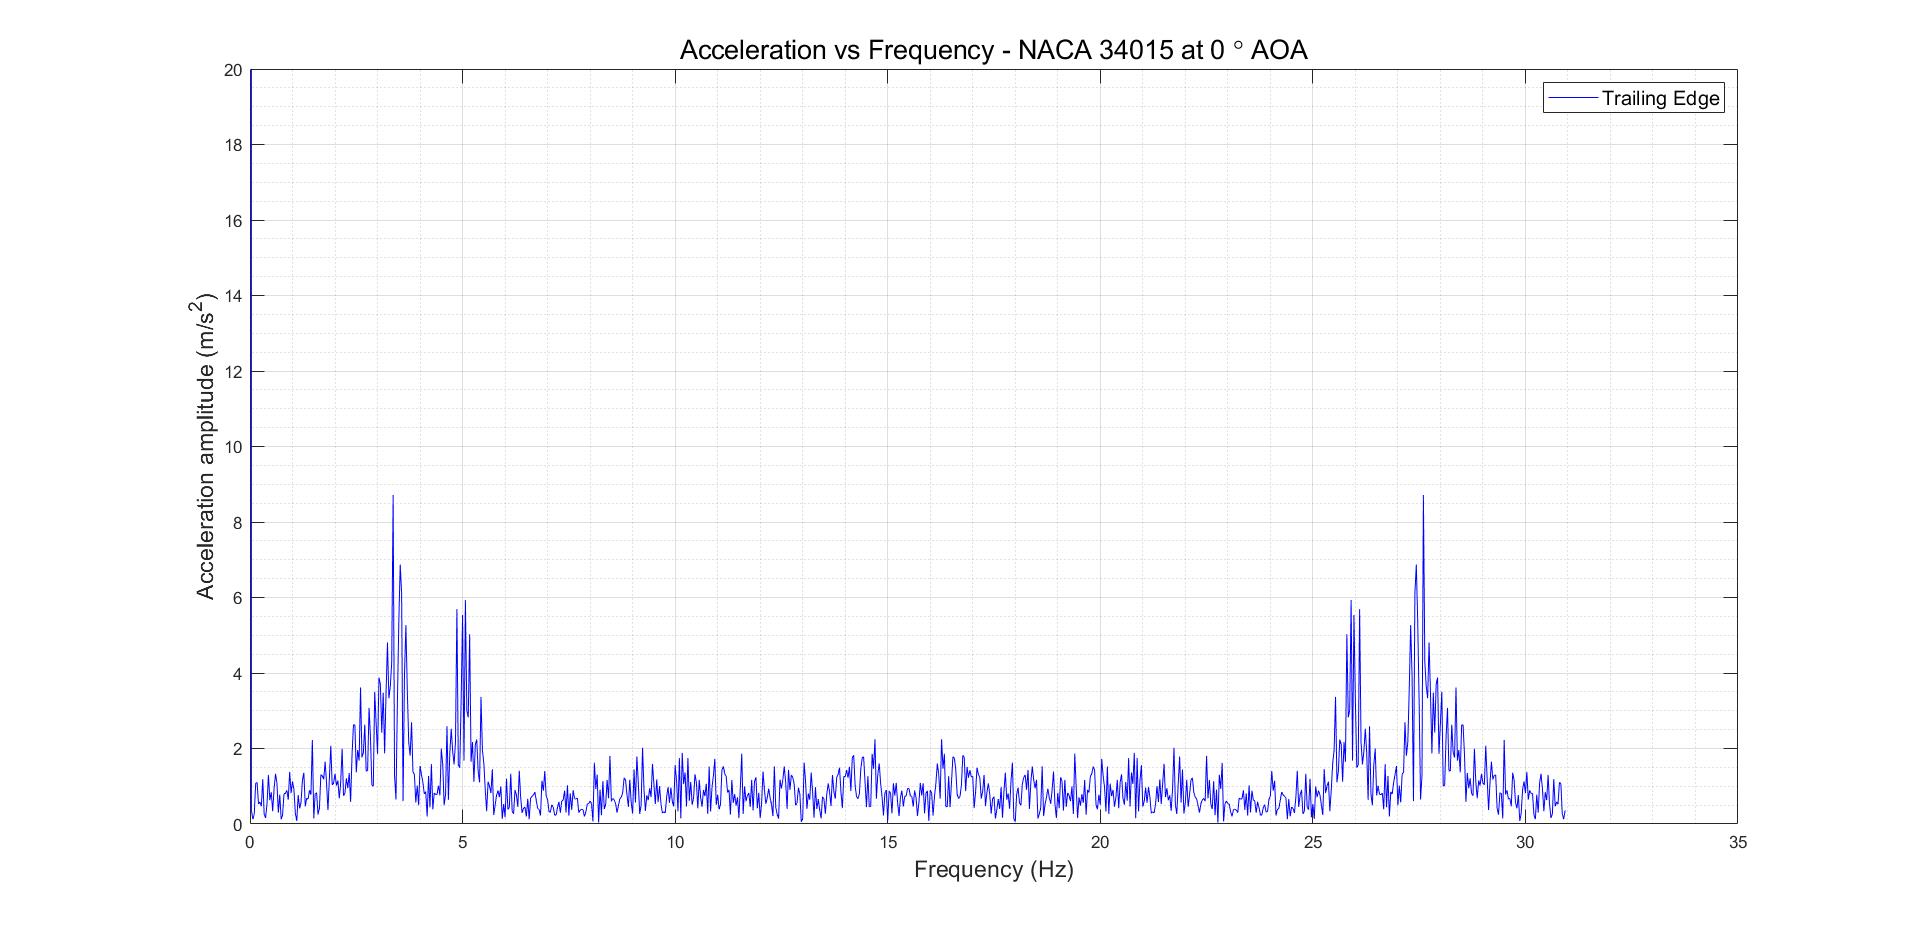 Acceleration vs Frequency - NACA 34015 at 0 ° AOA
20
18
16
14
12
10
8
6
4
2
0
Acceleration amplitude (m/s²)
Trailing Edge
0 5 10 15 20 25 30 35
Frequency (Hz)